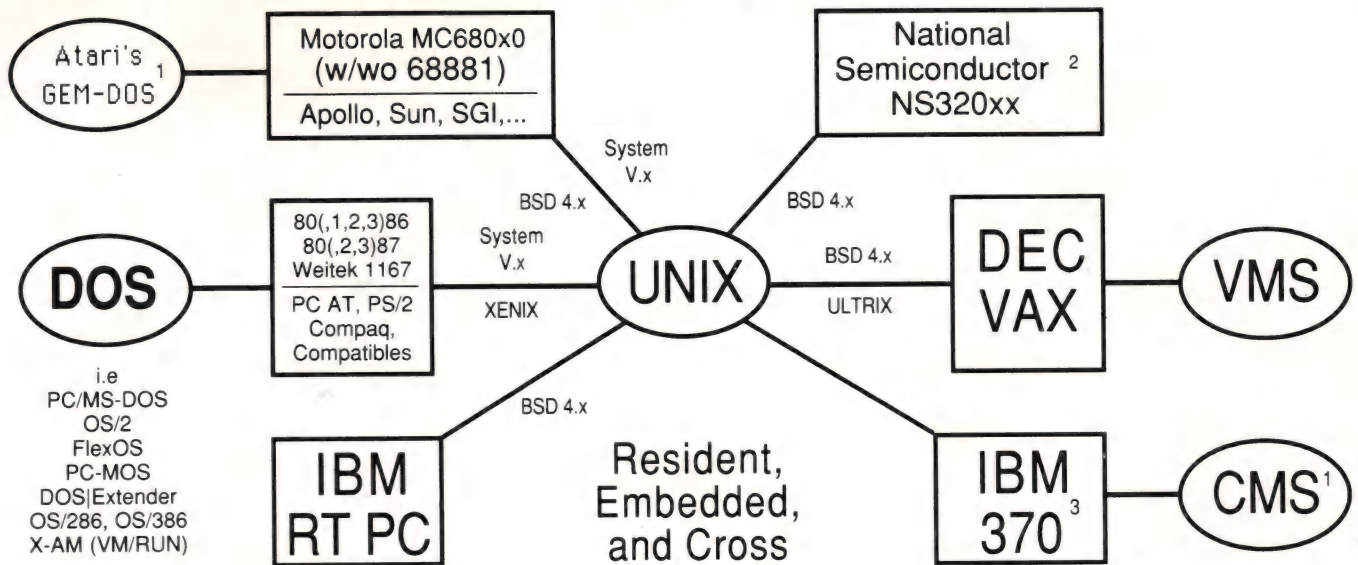 Atari's
GEM-DOS 1
Motorola MC680x0
(w/wo 68881)
Apollo, Sun, SGI,...
National
Semiconductor 2
NS320xx
System
V.x
BSD 4.x
BSD 4.x
DOS
80(,1,2,3)86
80(,2,3)87
Weitek 1167
PC AT, PS/2
Compaq,
Compatibles
System
V.x
XENIX
UNIX
BSD 4.x
ULTRIX
DEC
VAX
VMS
i.e
PC/MS-DOS
OS/2
FlexOS
PC-MOS
DOS|Extender
OS/286, OS/386
X-AM (VM/RUN)
BSD 4.x
IBM
RT PC
Resident,
Embedded,
and Cross
IBM
370 3
CMS 1